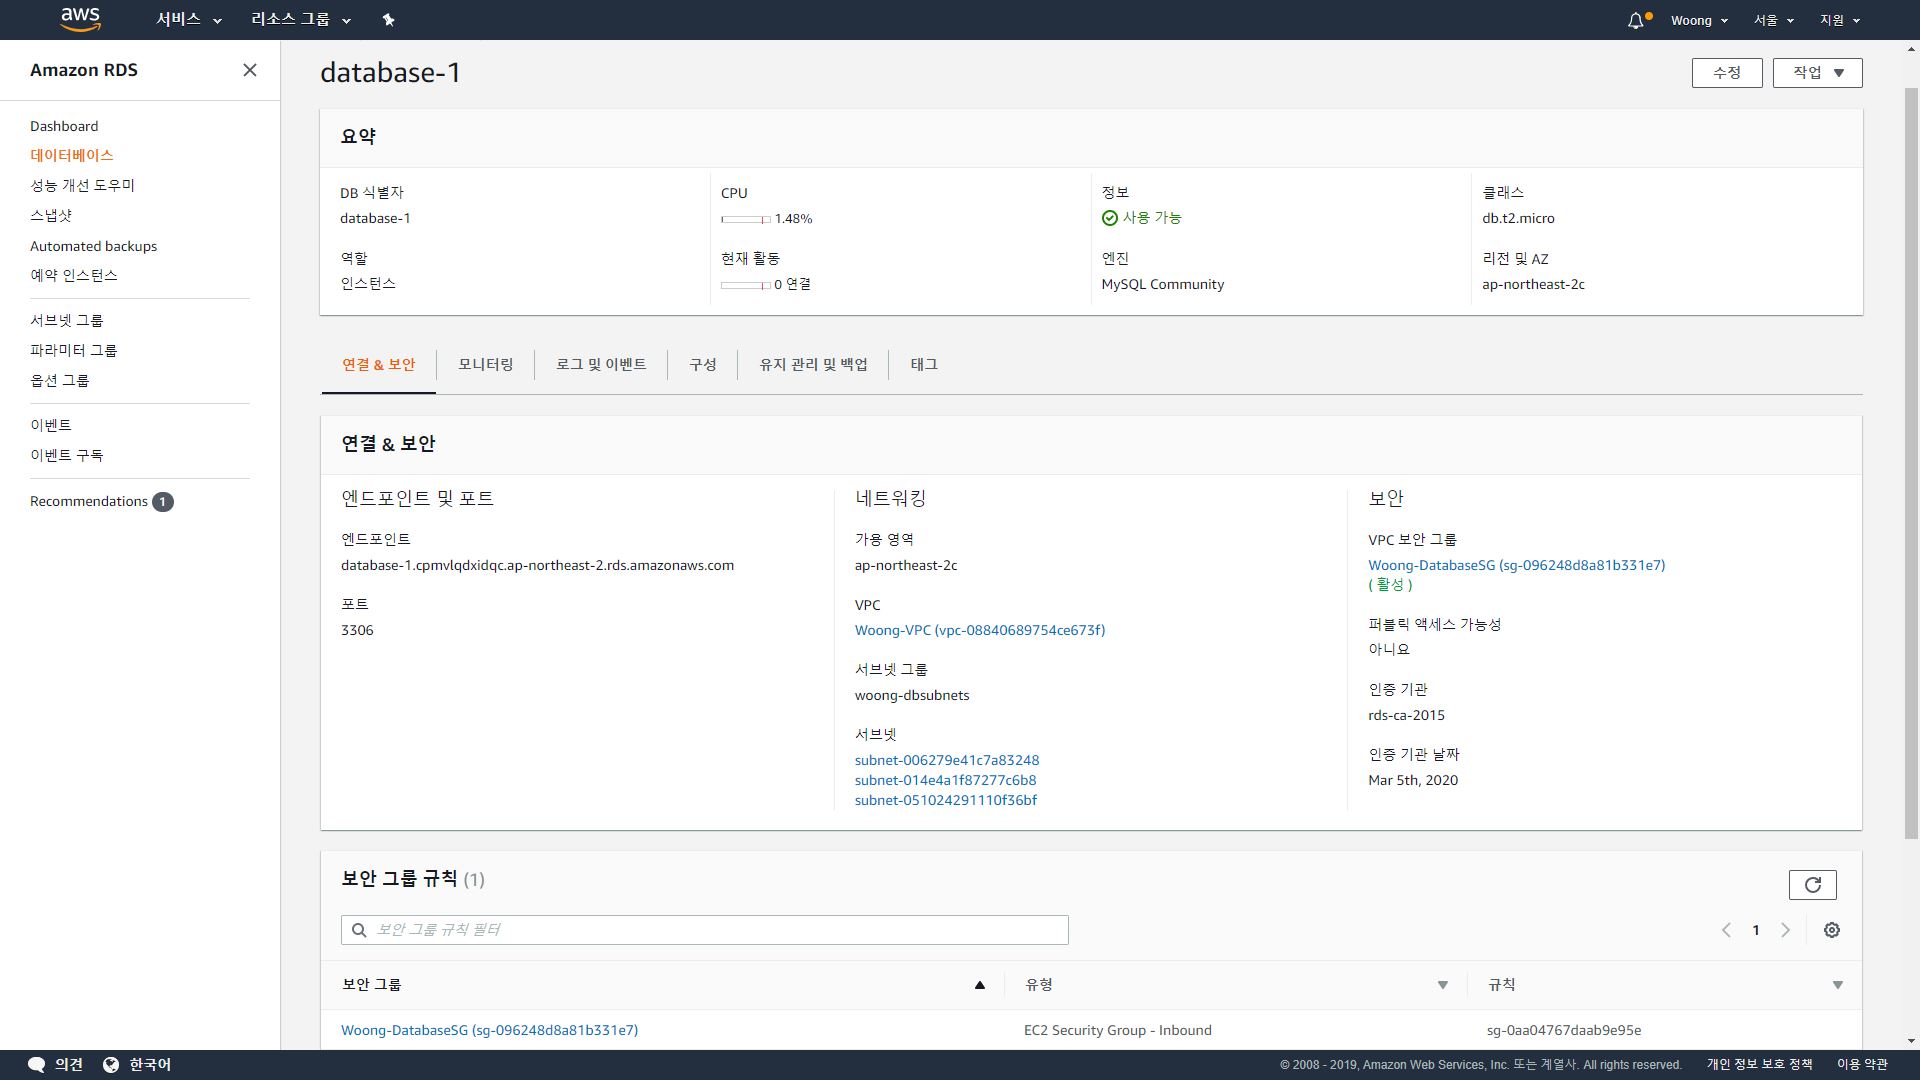 aws 서비스 리소스 그룹 Woong 서울 지원
Amazon RDS
Dashboard
데이터베이스
성능 개선 도우미
스냅샷
Automated backups
예약 인스턴스
서브넷 그룹
파라미터 그룹
옵션 그룹
이벤트
이벤트 구독
Recommendations 1
database-1 수정 작업
요약
DB 식별자
database-1
역할
인스턴스
CPU
1.48%
현재 활동
0 연결
정보
사용 가능
엔진
MySQL Community
클래스
db.t2.micro
리전 및 AZ
ap-northeast-2c
연결 & 보안 모니터링 로그 및 이벤트 구성 유지 관리 및 백업 태그
연결 & 보안
엔드포인트 및 포트
엔드포인트
database-1.cpmvlqdxidqc.ap-northeast-2.rds.amazonaws.com
포트
3306
네트워킹
가용 영역
ap-northeast-2c
VPC
Woong-VPC (vpc-08840689754ce673f)
서브넷 그룹
woong-dbsubnets
서브넷
subnet-006279e41c7a83248
subnet-014e4a1f87277c6b8
subnet-051024291110f36bf
보안
VPC 보안 그룹
Woong-DatabaseSG (sg-096248d8a81b331e7)
( 활성 )
퍼블릭 액세스 가능성
아니요
인증 기관
rds-ca-2015
인증 기관 날짜
Mar 5th, 2020
보안 그룹 규칙 (1)
보안 그룹 규칙 필터
1
보안 그룹 유형 규칙
Woong-DatabaseSG (sg-096248d8a81b331e7) EC2 Security Group - Inbound sg-0aa04767daab9e95e
의견 한국어 © 2008 - 2019, Amazon Web Services, Inc. 또는 계열사. All rights reserved. 개인 정보 보호 정책 이용 약관